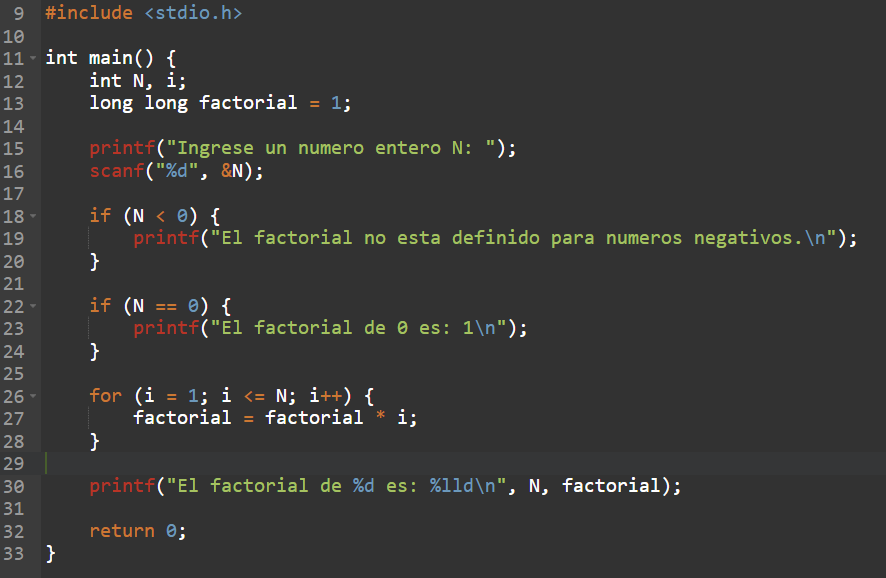 9 #include <stdio.h>
10
11 int main() {
12     int N, i;
13     long long factorial = 1;
14
15     printf("Ingrese un numero entero N: ");
16     scanf("%d", &N);
17
18     if (N < 0) {
19         printf("El factorial no esta definido para numeros negativos.\n");
20     }
21
22     if (N == 0) {
23         printf("El factorial de 0 es: 1\n");
24     }
25
26     for (i = 1; i <= N; i++) {
27         factorial = factorial * i;
28     }
29
30     printf("El factorial de %d es: %lld\n", N, factorial);
31
32     return 0;
33 }